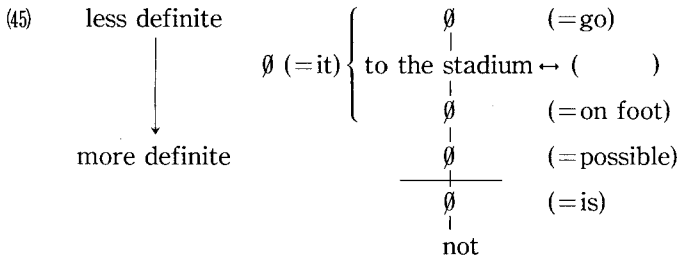 (45) less definite ∅ (=go)
∅ (=it) { to the stadium ↔ ( )
∅ (=on foot)
more definite ∅ (=possible)
∅ (=is)
not